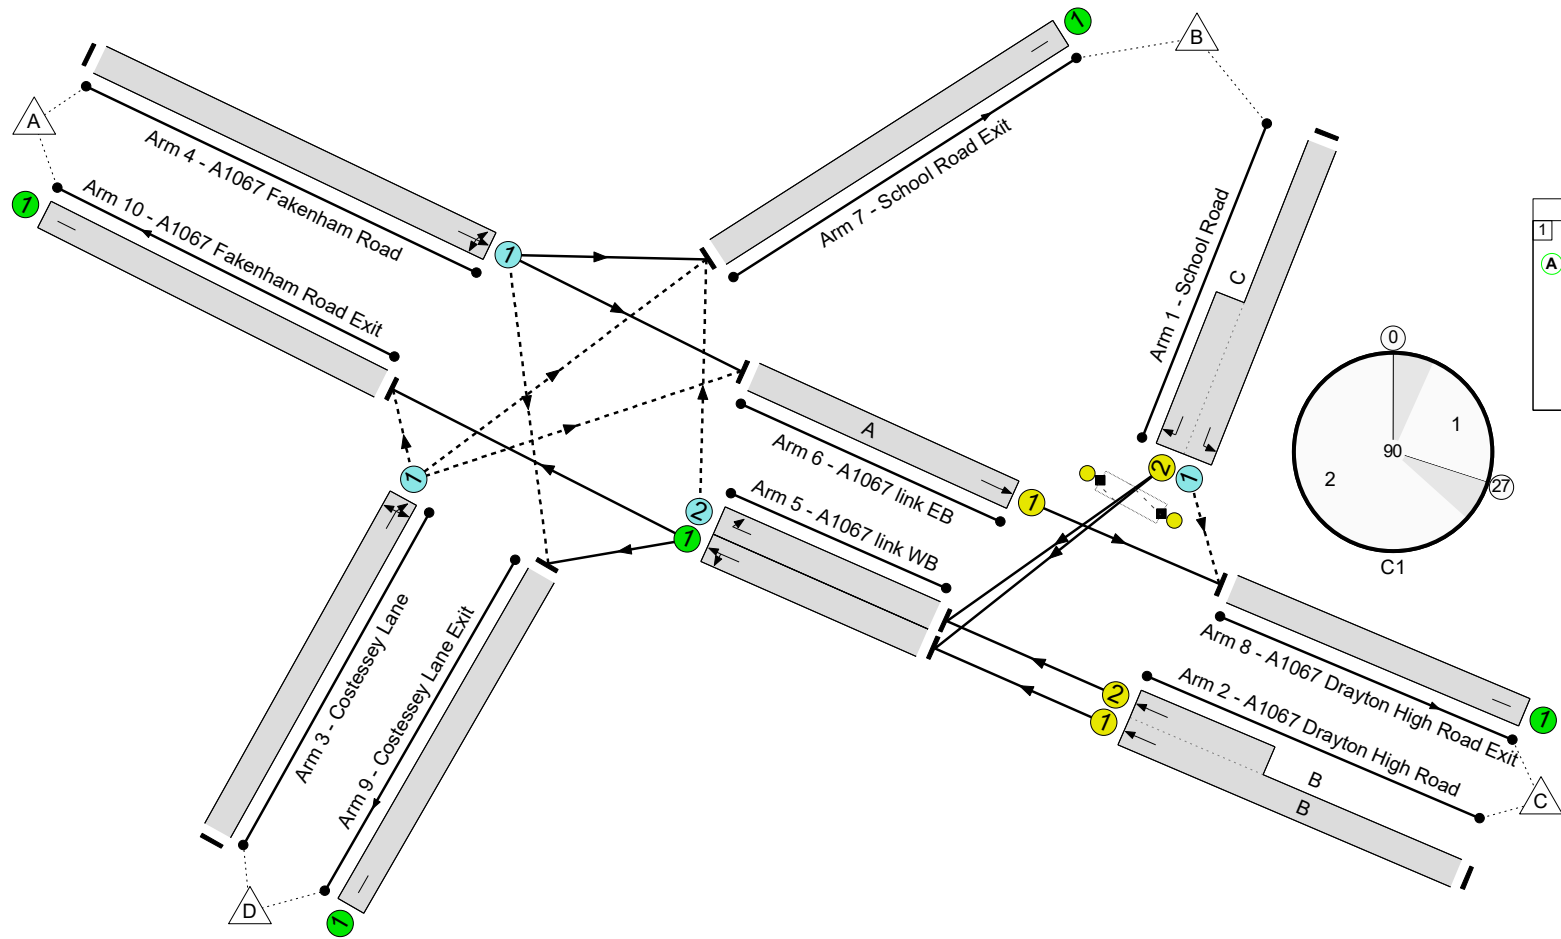 1
B
A
Arm 4 - A1067 Fakenham Road
Arm 7 - School Road Exit
Arm 1 - School Road
C
1
Arm 10 - A1067 Fakenham Road Exit
1
1
A
0
1
90
2
27
C1
A
Arm 6 - A1067 link EB
2
1
1
1
2
1
Arm 5 - A1067 link WB
Arm 3 - Costessey Lane
Arm 9 - Costessey Lane Exit
Arm 8 - A1067 Drayton High Road Exit
Arm 2 - A1067 Drayton High Road
2
1
1
B
B
C
D
1